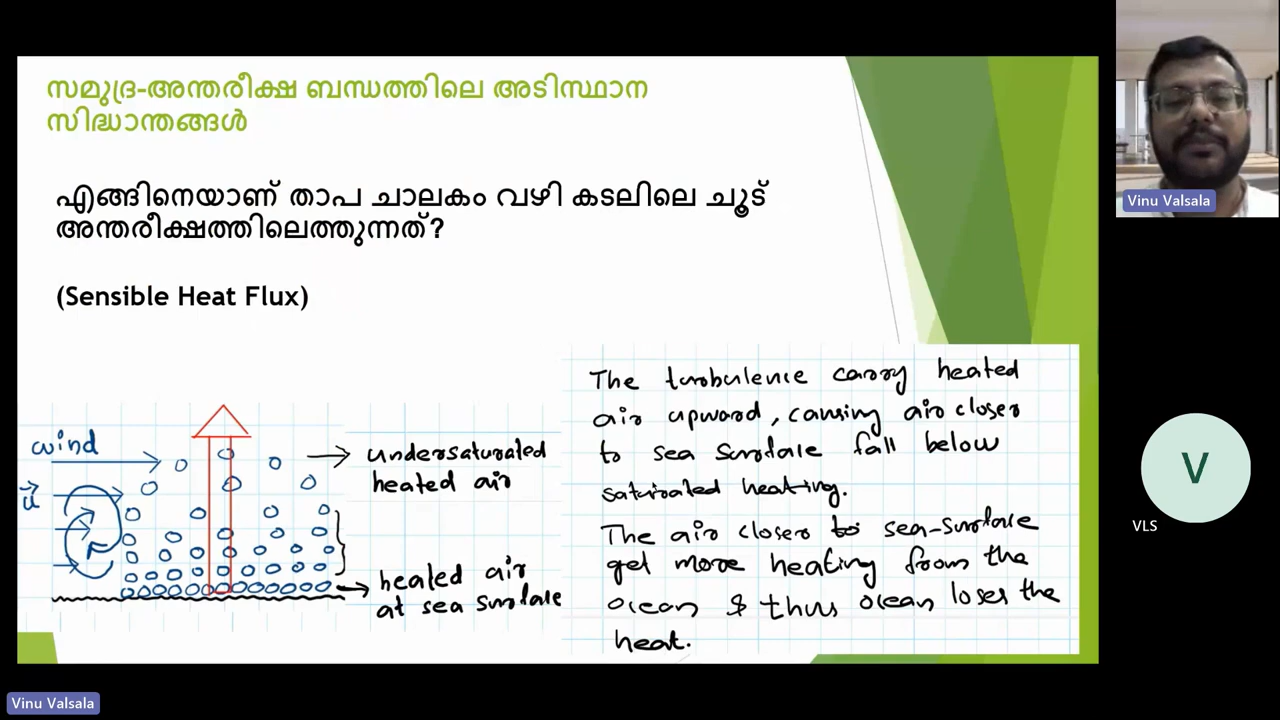 സമുദ്ര-അന്തരീക്ഷ ബന്ധത്തിലെ അടിസ്ഥാന
സിദ്ധാന്തങ്ങൾ
എങ്ങിനെയാണ് താപ ചാലകം വഴി കടലിലെ ചൂട്
അന്തരീക്ഷത്തിലെത്തുന്നത്?
(Sensible Heat Flux)
wind
u
undersaturated
heated air
heated air
at sea surface
The turbulence carry heated
air upward, causing air closer
to sea surface fall below
saturated heating.
The air closer to sea-surface
get more heating from the
ocean & thus ocean loses the
heat.
Vinu Valsala
V
VLS
Vinu Valsala